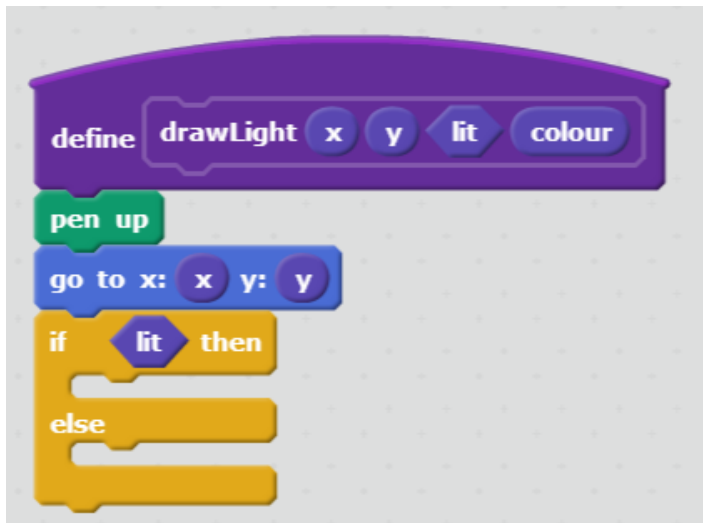 define drawLight x y lit colour
pen up
go to x: x y: y
if lit then
else